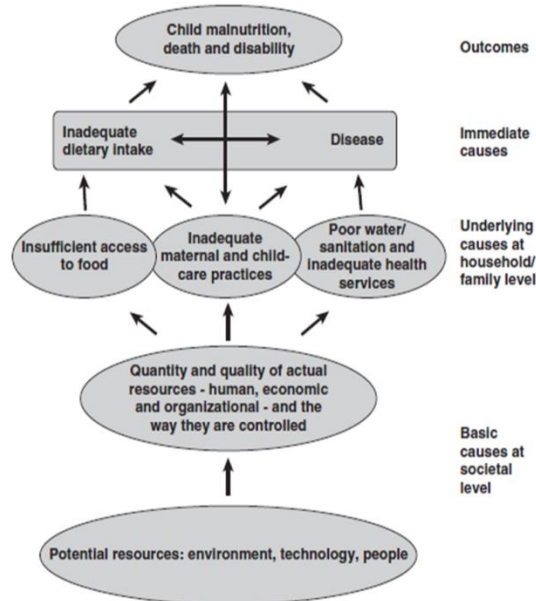 Child malnutrition,
death and disability
Outcomes
Inadequate
dietary intake
Disease
Immediate
causes
Insufficient access
to food
Inadequate
maternal and child-
care practices
Poor water/
sanitation and
inadequate health
services
Underlying
causes at
household/
family level
Quantity and quality of actual
resources - human, economic
and organizational - and the
way they are controlled
Basic
causes at
societal
level
Potential resources: environment, technology, people